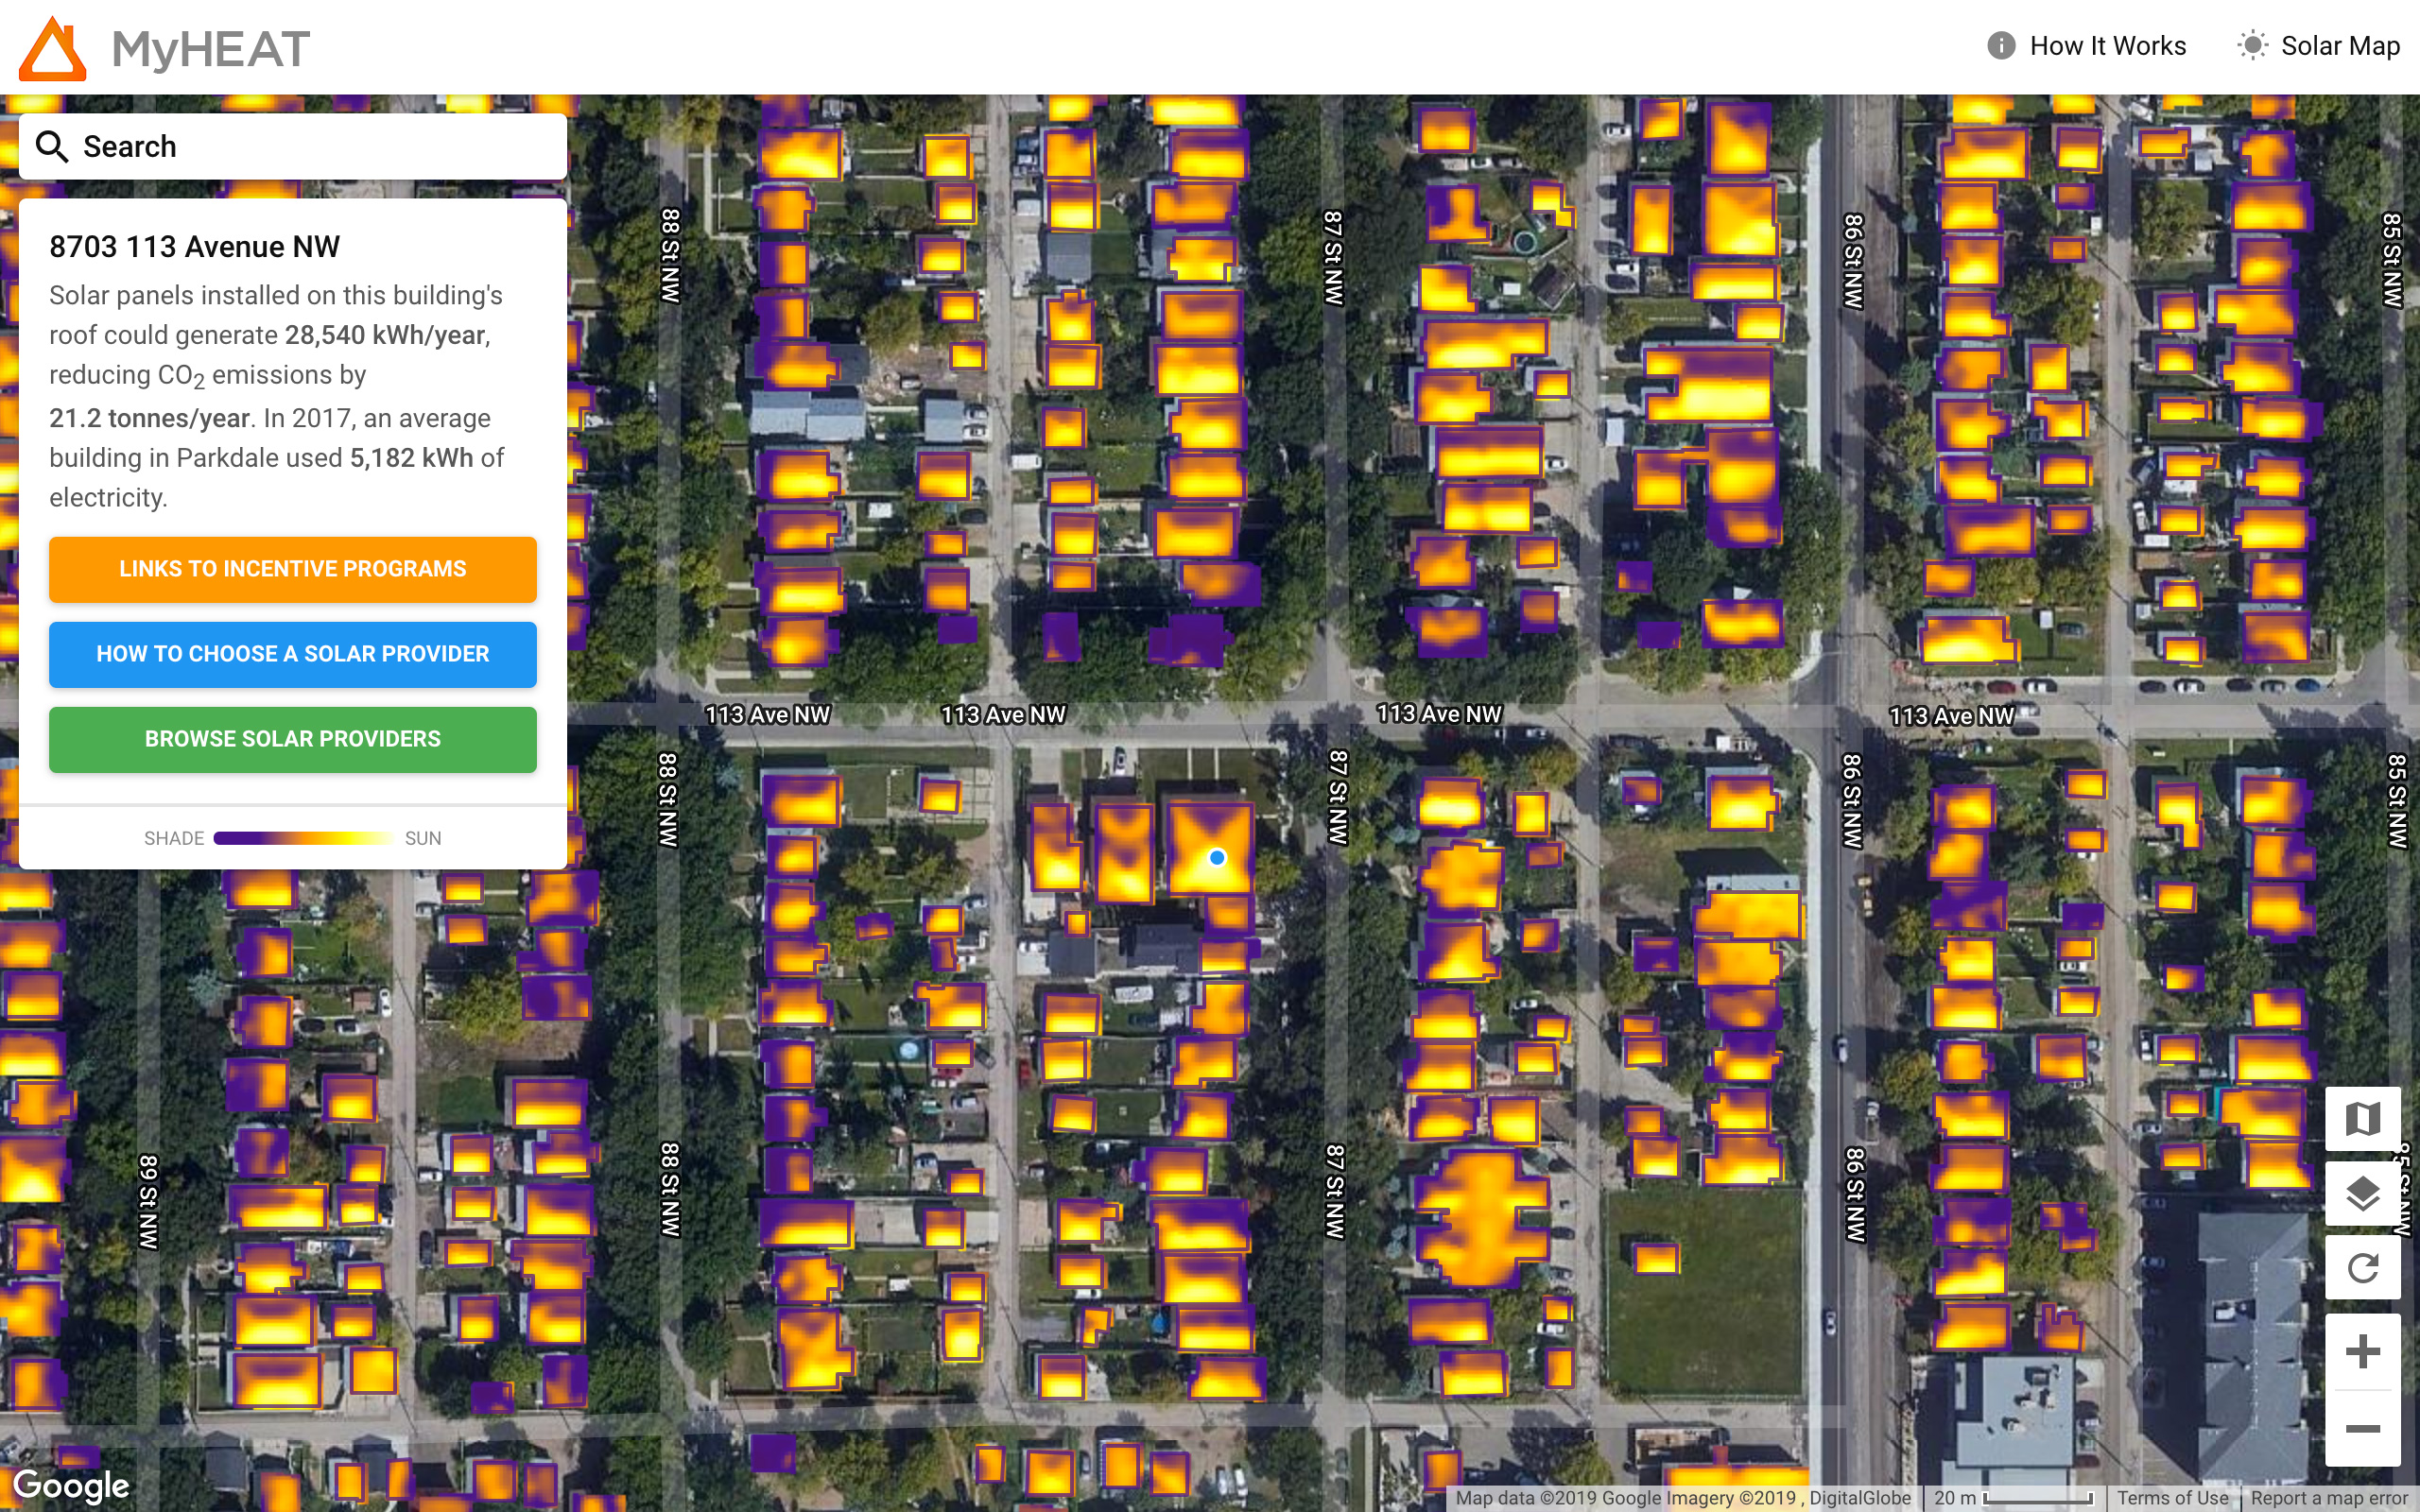 MyHEAT
How It Works
Solar Map
Search
8703 113 Avenue NW
Solar panels installed on this building's
roof could generate 28,540 kWh/year,
reducing CO2 emissions by
21.2 tonnes/year. In 2017, an average
building in Parkdale used 5,182 kWh of
electricity.
LINKS TO INCENTIVE PROGRAMS
HOW TO CHOOSE A SOLAR PROVIDER
BROWSE SOLAR PROVIDERS
SHADE
SUN
88 St NW
87 St NW
86 St NW
85 St NW
113 Ave NW
113 Ave NW
113 Ave NW
113 Ave NW
88 St NW
87 St NW
86 St NW
85 St NW
89 St NW
88 St NW
87 St NW
86 St NW
85 St NW
Google
Map data ©2019 Google Imagery ©2019 , DigitalGlobe
20 m
Terms of Use
Report a map error